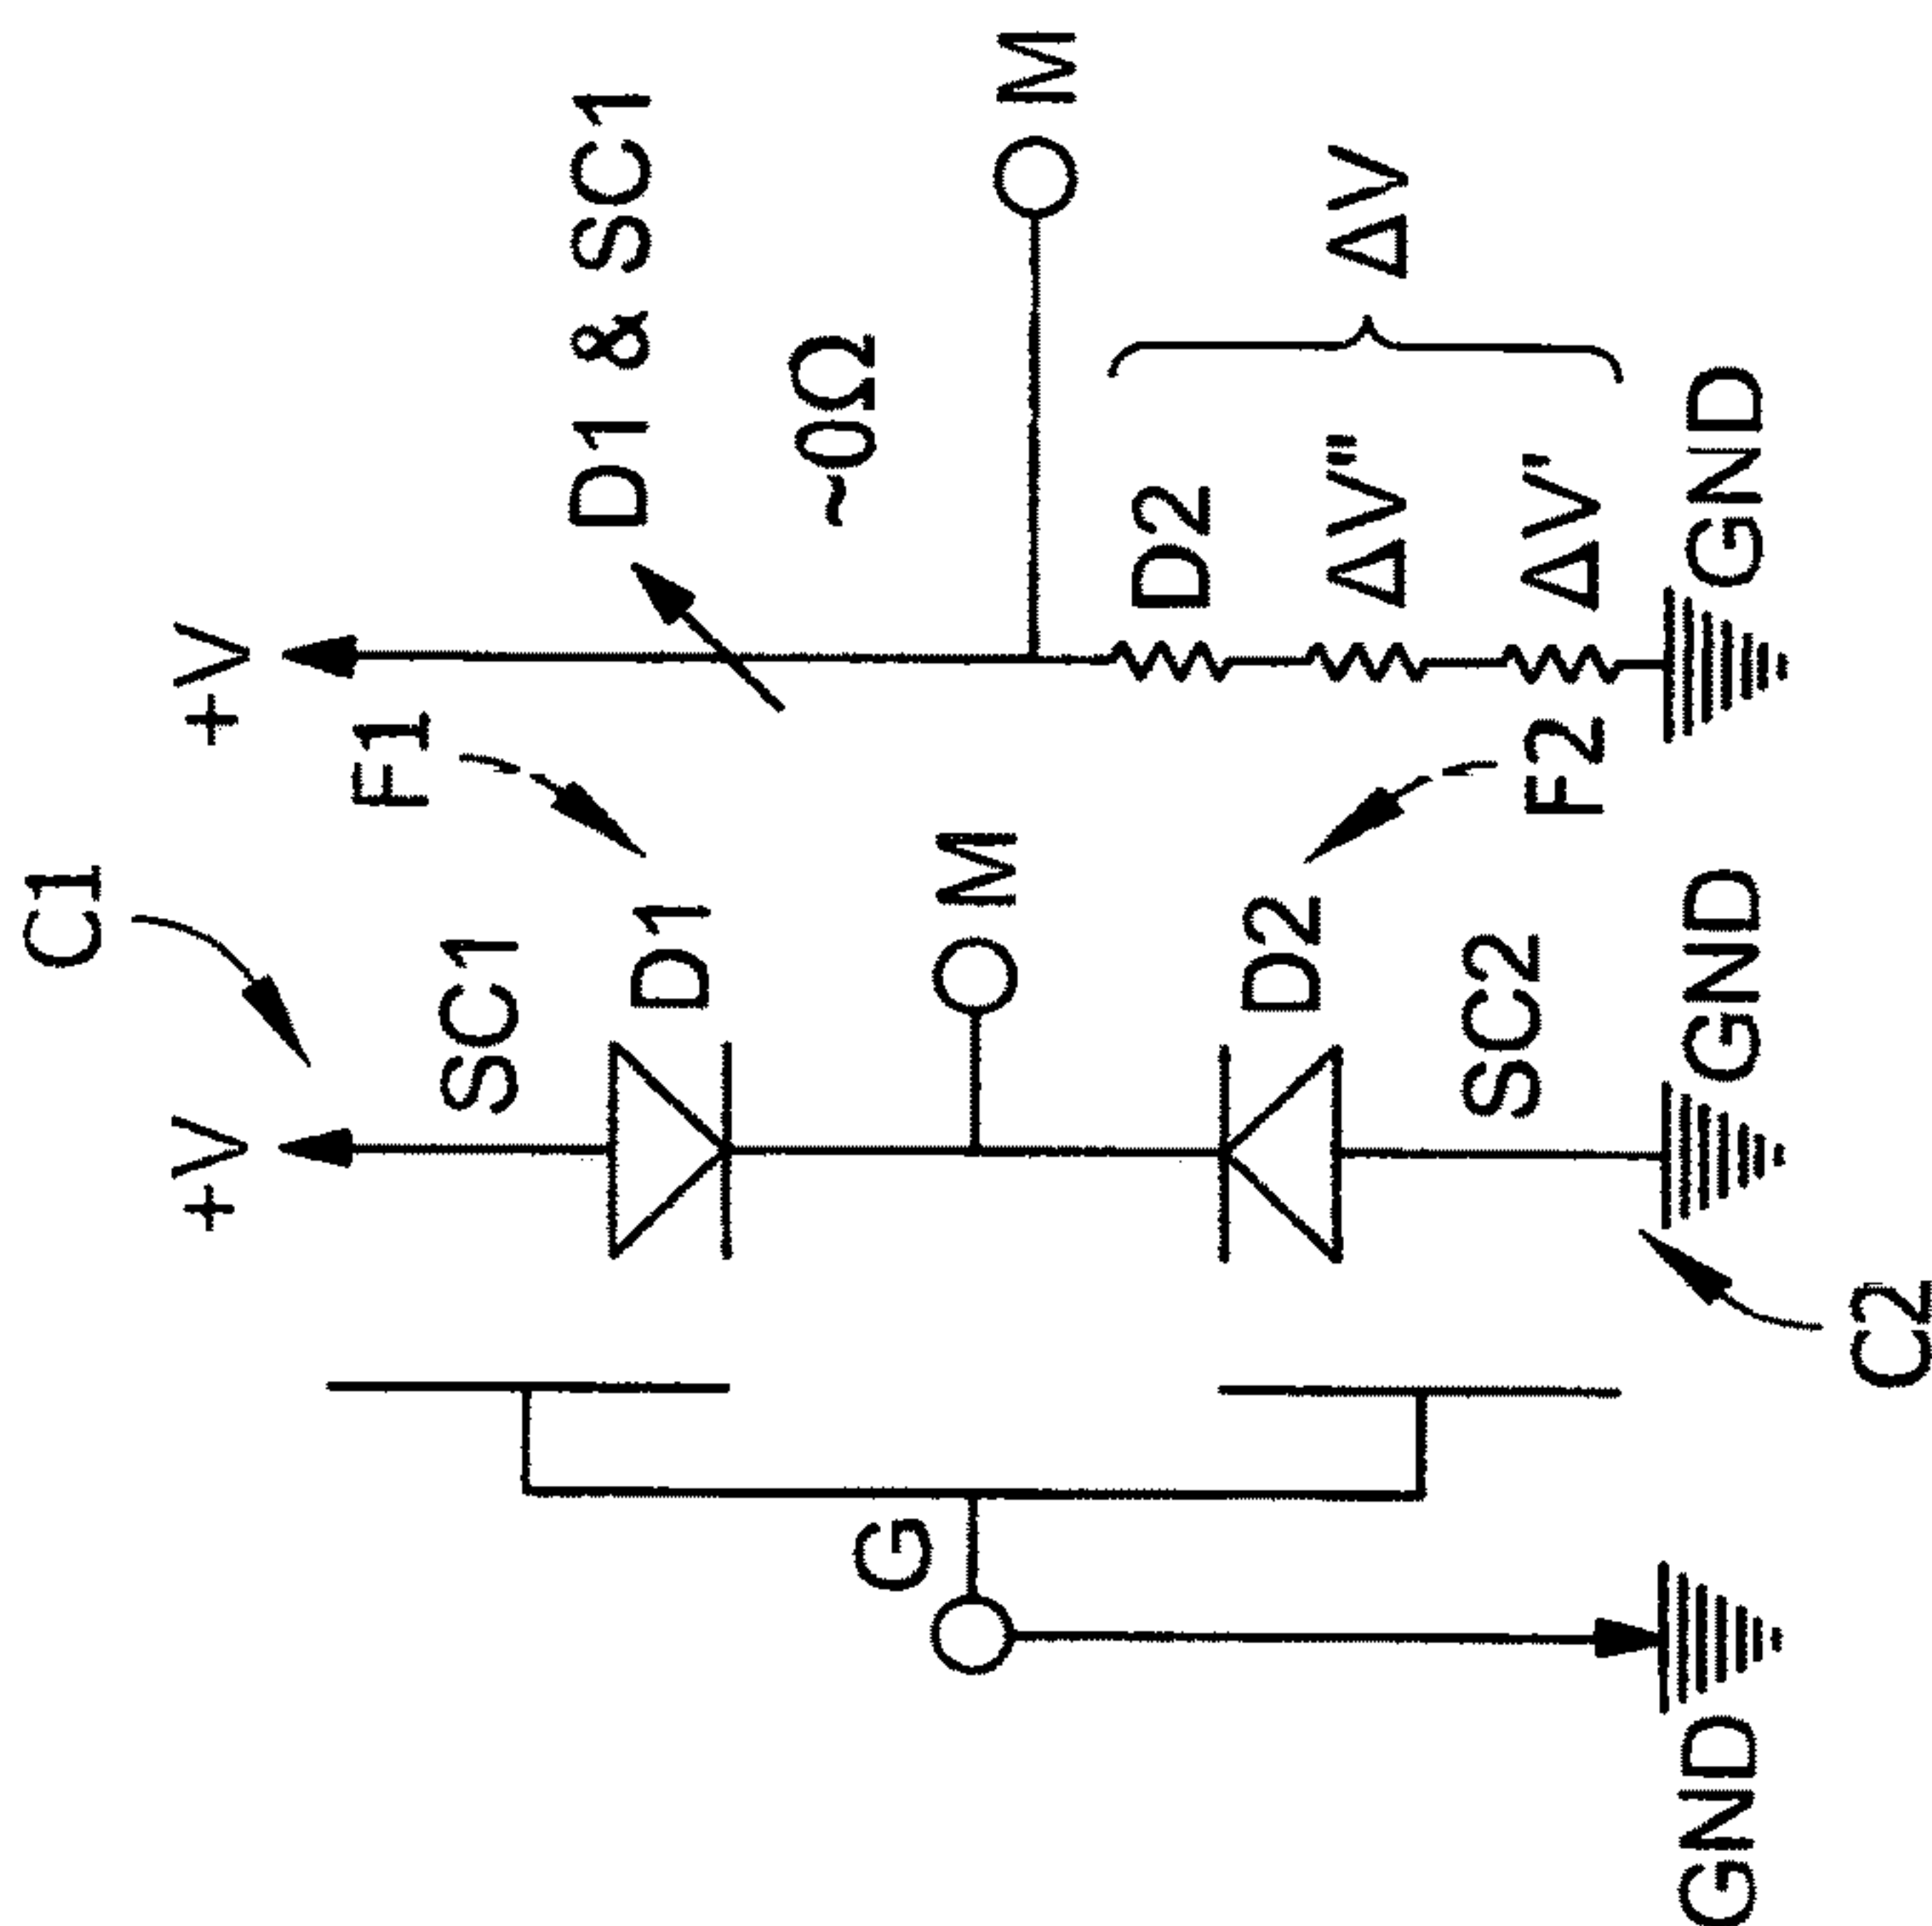 C1
+V
+V
F1
SC1
D1 & SC1
D1
~0Ω
G
M
M
D2
D2
ΔV"
ΔV
SC2
F2
ΔV'
GND
GND
GND
C2